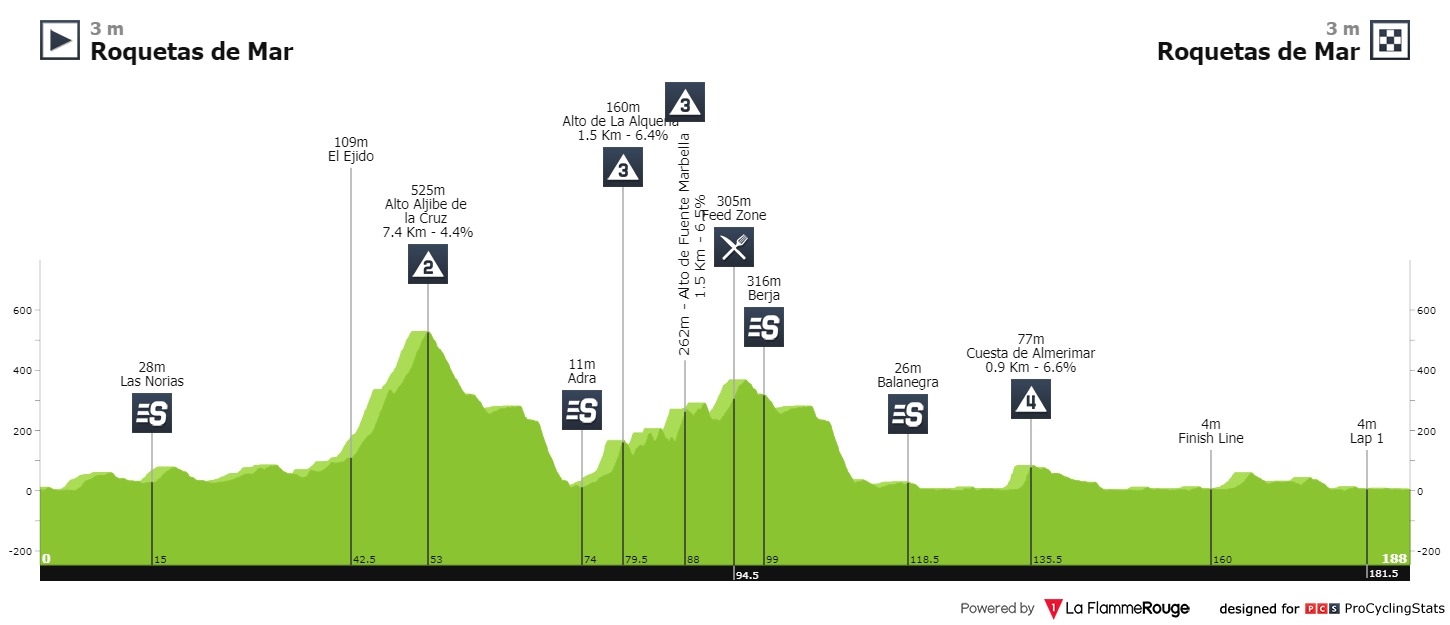 3 m
Roquetas de Mar
3 m
Roquetas de Mar
109m
El Ejido
525m
Alto Aljibe de
la Cruz
7.4 Km - 4.4%
2
160m
Alto de La Alquería
1.5 Km - 6.4%
3
3
262m - Alto de Fuente Marbella
1.5 Km - 6.5%
305m
Feed Zone
316m
Berja
S
28m
Las Norias
S
11m
Adra
S
26m
Balanegra
S
77m
Cuesta de Almerimar
0.9 Km - 6.6%
4
4m
Finish Line
4m
Lap 1
600
400
200
0
-200
600
400
200
0
-200
0
15
42.5
53
74
79.5
88
94.5
99
118.5
135.5
160
181.5
188
Powered by
1
La FlammeRouge
designed for
PCS
ProCyclingStats